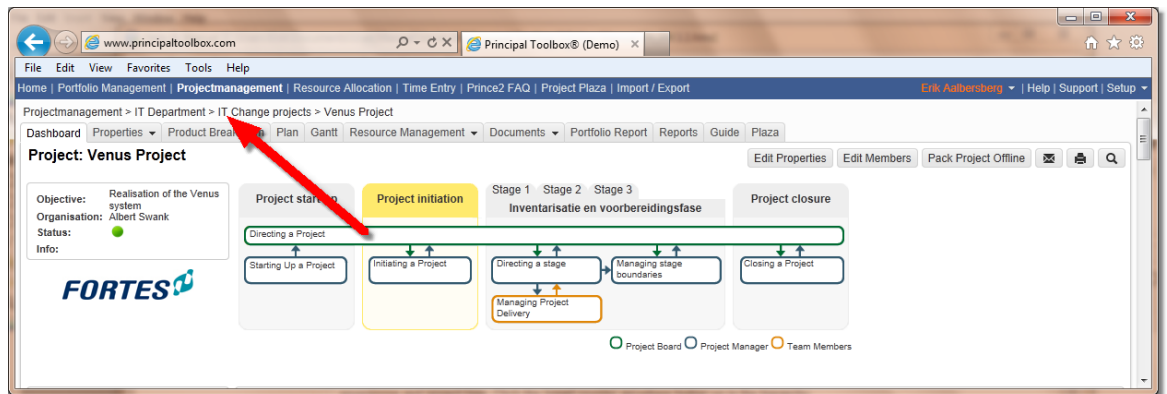 www.principaltoolbox.com
Principal Toolbox® (Demo)
File Edit View Favorites Tools Help
Home | Portfolio Management | Projectmanagement | Resource Allocation | Time Entry | Prince2 FAQ | Project Plaza | Import / Export Erik Aalbersberg | Help | Support | Setup
Projectmanagement > IT Department > IT Change projects > Venus Project
Dashboard Properties Product Plan Gantt Resource Management Documents Portfolio Report Reports Guide Plaza
Project: Venus Project
Edit Properties Edit Members Pack Project Offline
Objective: Realisation of the Venus
system
Organisation: Albert Swank
Status:
Info:
FORTES
Project
Project initiation
Stage 1 Stage 2 Stage 3
Inventarisatie en voorbereidingsfase
Project closure
Directing a Project
Starting Up a Project
Initiating a Project
Directing a stage
Managing stage
boundaries
Closing a Project
Managing Project
Delivery
Project Board Project Manager Team Members